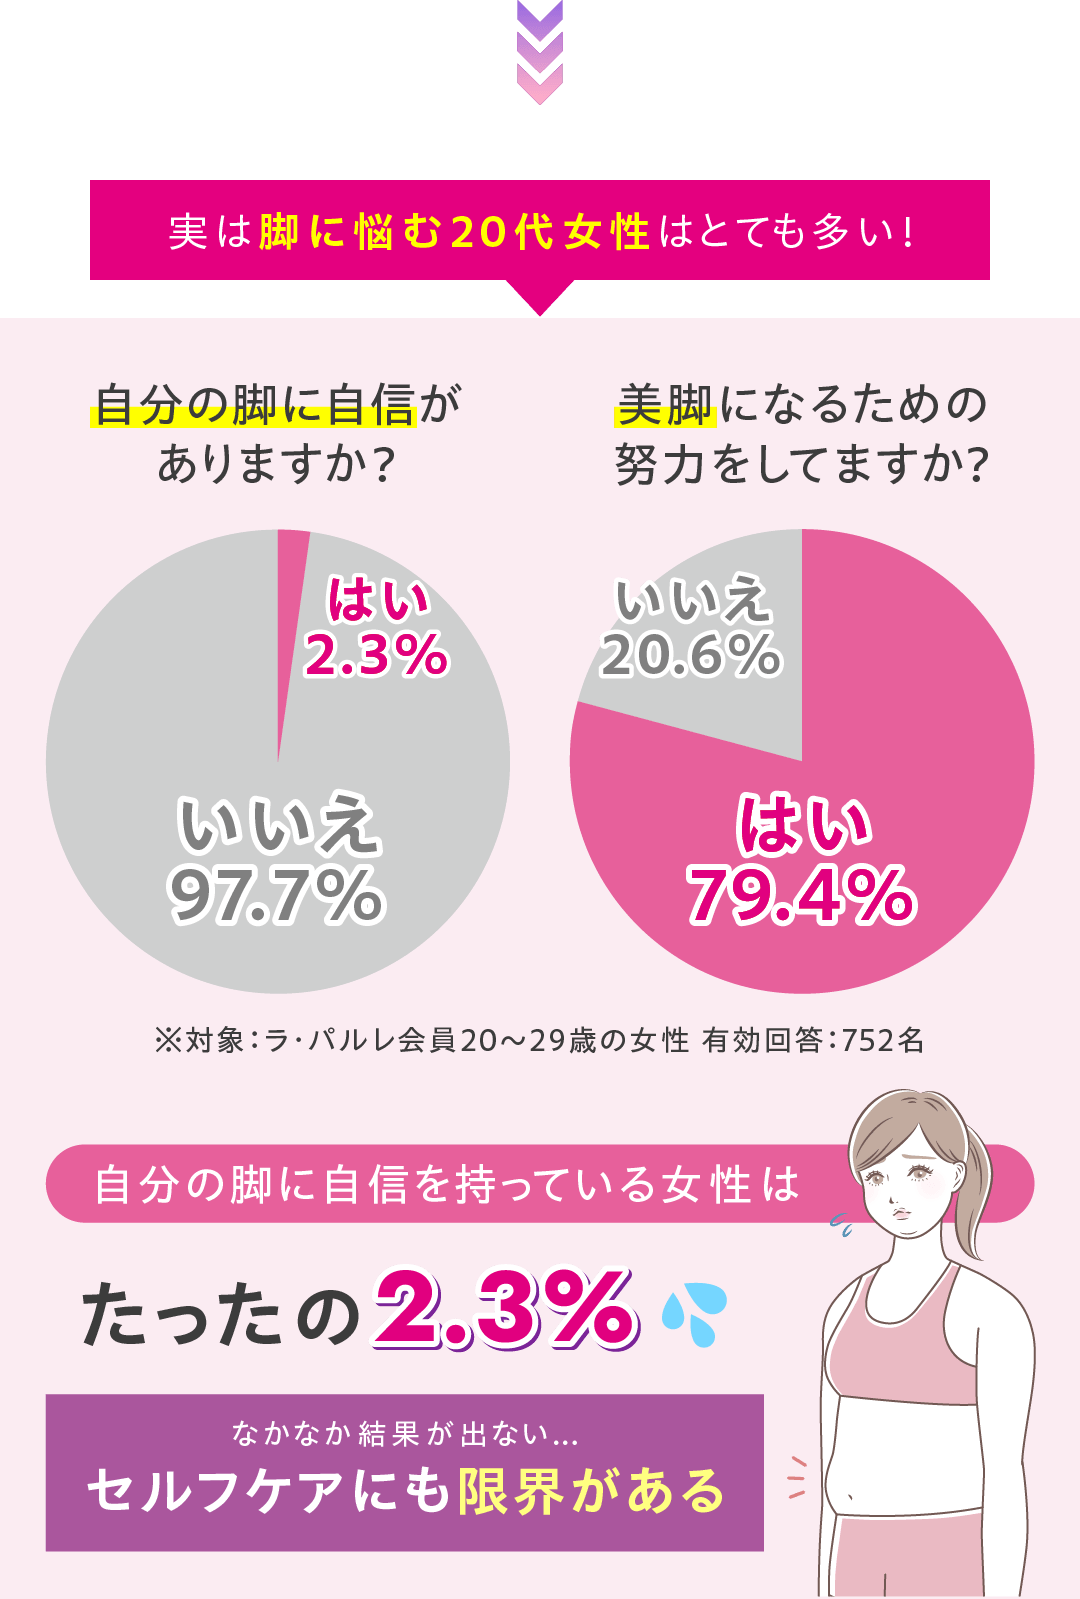 実は脚に悩む20代女性はとても多い!
自分の脚に自信が
ありますか?
はい
2.3%
いいえ
97.7%
美脚になるための
努力をしてますか?
いいえ
20.6%
はい
79.4%
※対象:ラ・パルレ会員20〜29歳の女性 有効回答:752名
自分の脚に自信を持っている女性は
たったの2.3%
なかなか結果が出ない...
セルフケアにも限界がある